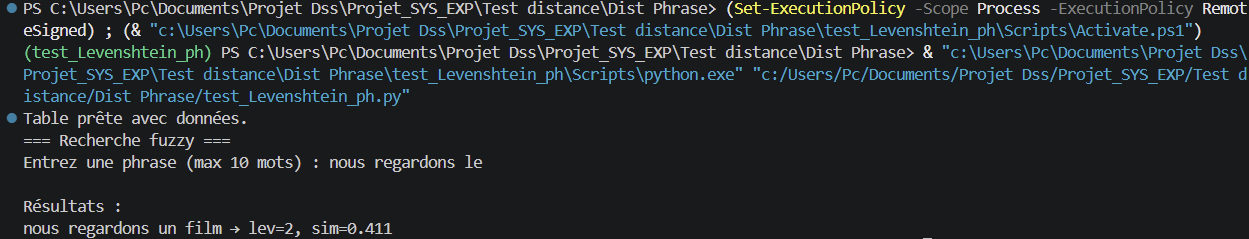 PS C:\Users\Pc\Documents\Projet Dss\Projet_SYS_EXP\Test distance\Dist Phrase> (Set-ExecutionPolicy -Scope Process -ExecutionPolicy Remot
eSigned) ; (& "c:\Users\Pc\Documents\Projet Dss\Projet_SYS_EXP\Test distance\Dist Phrase\test_Levenshtein_ph\Scripts\Activate.ps1")
(test_Levenshtein_ph) PS C:\Users\Pc\Documents\Projet Dss\Projet_SYS_EXP\Test distance\Dist Phrase> & "c:\Users\Pc\Documents\Projet Dss\
Projet_SYS_EXP\Test distance\Dist Phrase\test_Levenshtein_ph\Scripts\python.exe" "c:/Users/Pc/Documents/Projet Dss/Projet_SYS_EXP/Test d
istance/Dist Phrase/test_Levenshtein_ph.py"
Table prête avec données.
=== Recherche fuzzy ===
Entrez une phrase (max 10 mots) : nous regardons le
Résultats :
nous regardons un film → lev=2, sim=0.411